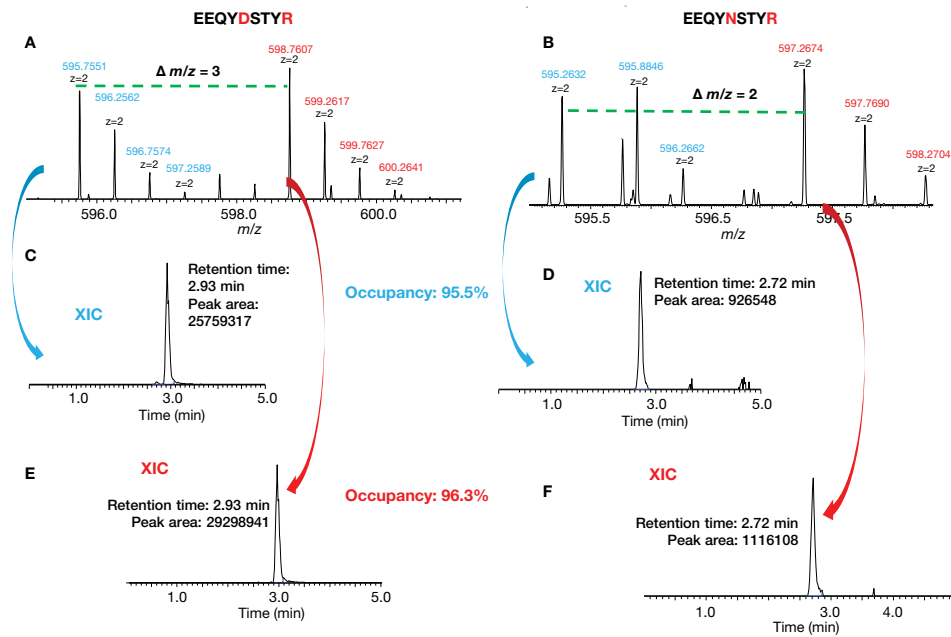 EEQYDSTYR
EEQYNSTYR
A
595.7551
z=2
596.2562
z=2
596.7574
z=2
597.2589
z=2
Δ m/z = 3
598.7607
z=2
599.2617
z=2
599.7627
z=2
600.2641
z=2
596.0
598.0
600.0
m/z
B
595.2632
z=2
595.8846
z=2
596.2662
z=2
Δ m/z = 2
597.2674
z=2
597.7690
z=2
598.2704
z=2
595.5
596.5
597.5
m/z
C
XIC
Retention time:
2.93 min
Peak area:
25759317
1.0
3.0
5.0
Time (min)
Occupancy: 95.5%
D
XIC
Retention time: 2.72 min
Peak area: 926548
1.0
3.0
5.0
Time (min)
E
XIC
Retention time: 2.93 min
Peak area: 29298941
1.0
3.0
5.0
Time (min)
Occupancy: 96.3%
F
XIC
Retention time: 2.72 min
Peak area: 1116108
1.0
3.0
4.0
Time (min)